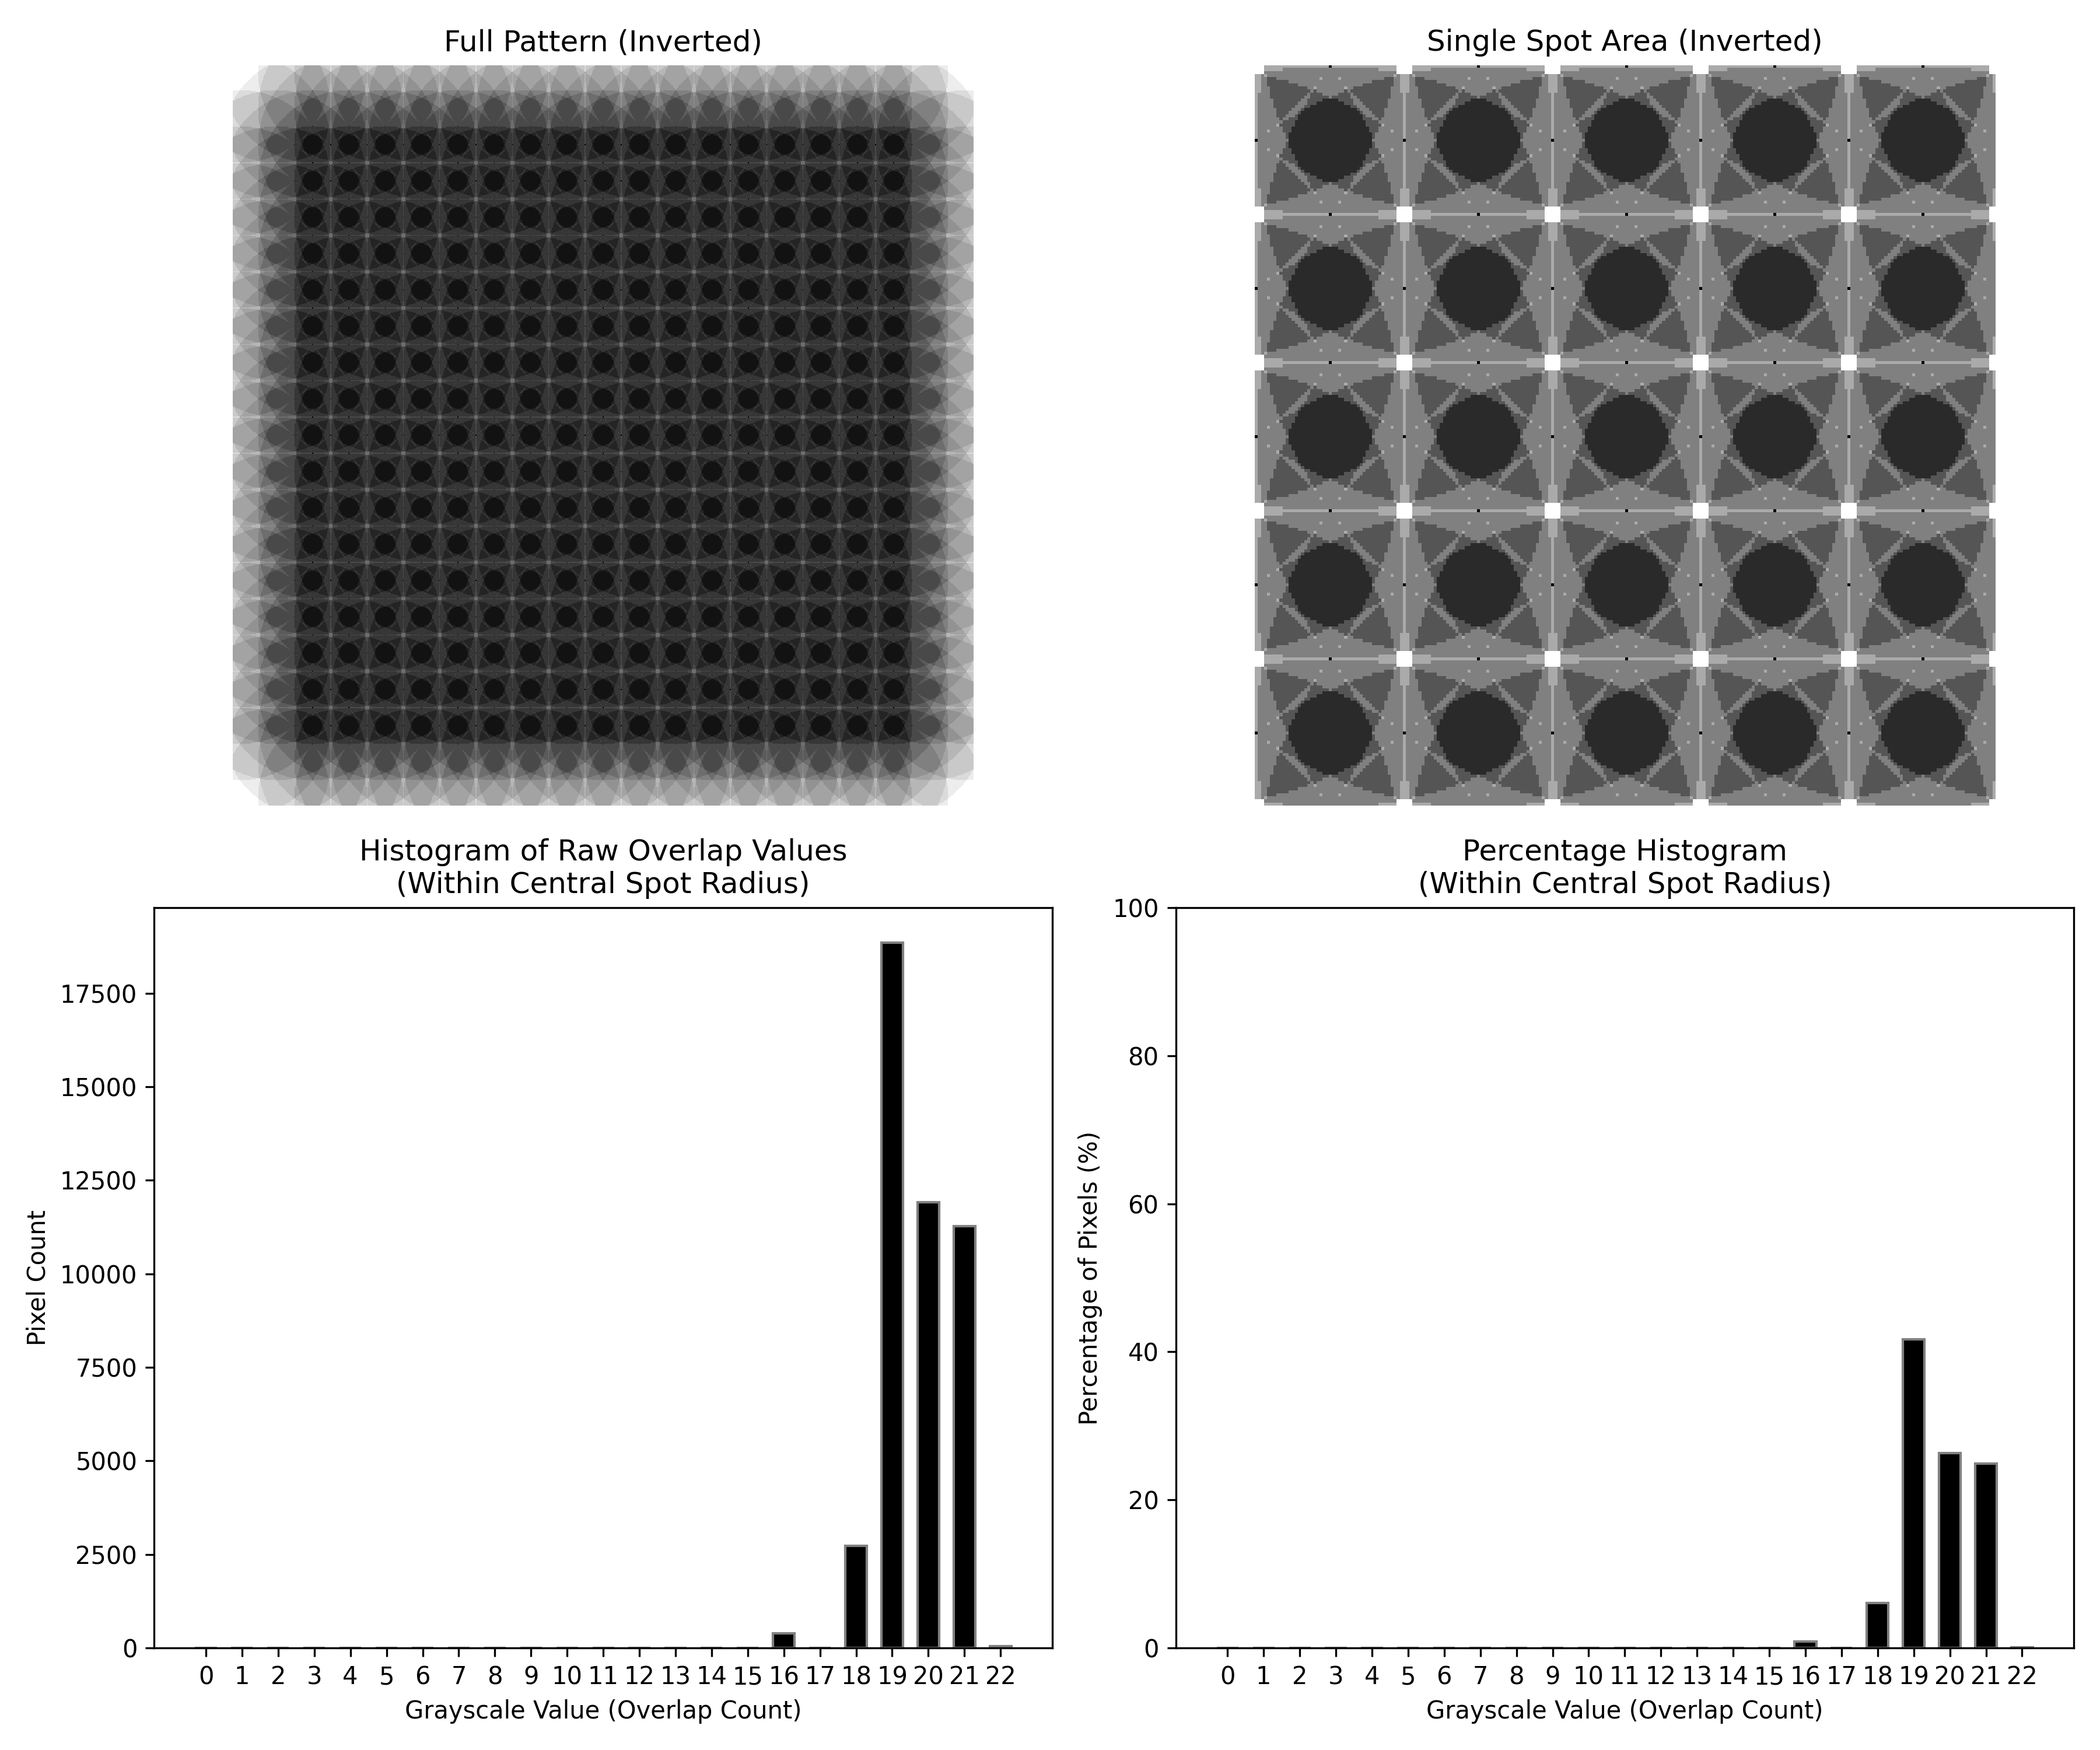 Full Pattern (Inverted)
Single Spot Area (Inverted)
Histogram of Raw Overlap Values
(Within Central Spot Radius)
Pixel Count
17500
15000
12500
10000
7500
5000
2500
0
0 1 2 3 4 5 6 7 8 9 10 11 12 13 14 15 16 17 18 19 20 21 22
Grayscale Value (Overlap Count)
Percentage Histogram
(Within Central Spot Radius)
Percentage of Pixels (%)
100
80
60
40
20
0
0 1 2 3 4 5 6 7 8 9 10 11 12 13 14 15 16 17 18 19 20 21 22
Grayscale Value (Overlap Count)